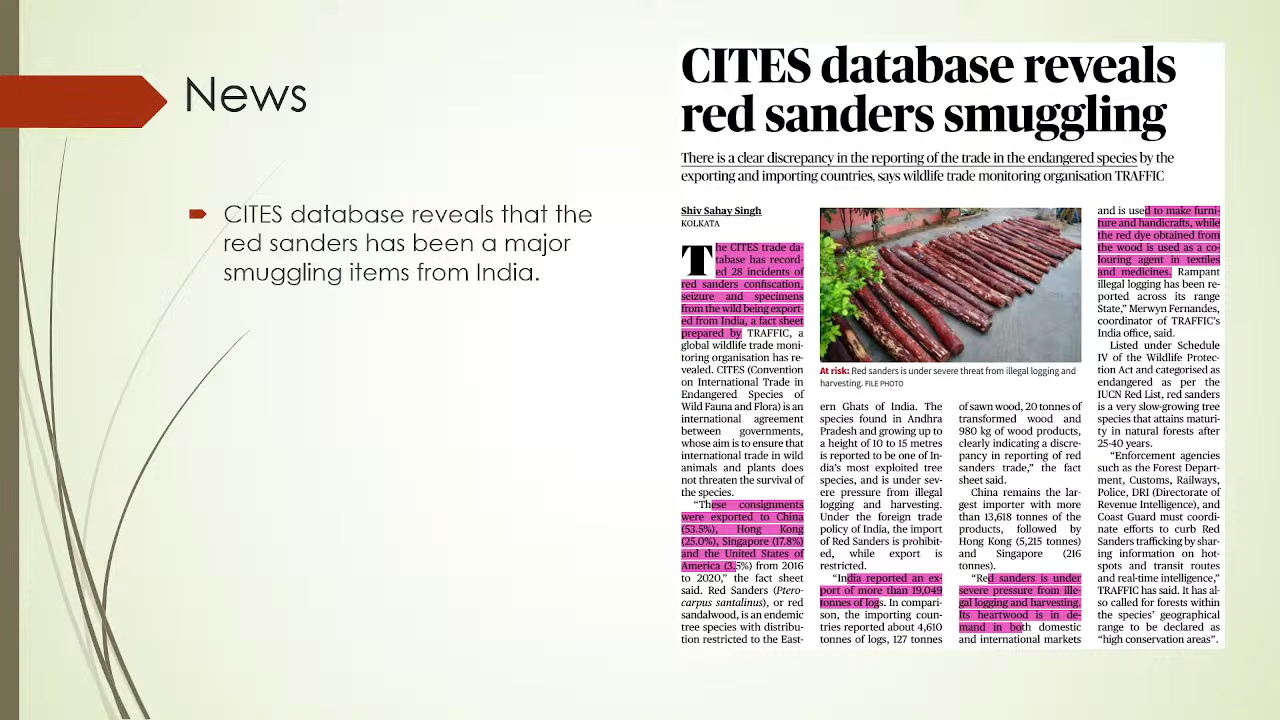 News
CITES database reveals that the
red sanders has been a major
smuggling items from India.
CITES database reveals
red sanders smuggling
There is a clear discrepancy in the reporting of the trade in the endangered species by the
exporting and importing countries, says wildlife trade monitoring organisation TRAFFIC
Shiv Sahay Singh
KOLKATA
The CITES trade da-
tabase has record-
ed 28 incidents of
red sanders confiscation,
seizure and specimens
from the wild being export-
ed from India, a fact sheet
prepared by TRAFFIC, a
global wildlife trade moni-
toring organisation has re-
vealed. CITES (Convention
on International Trade in
Endangered Species of
Wild Fauna and Flora) is an
international agreement
between governments,
whose aim is to ensure that
international trade in wild
animals and plants does
not threaten the survival of
the species.
"These consignments
were exported to China
(53.5%), Hong Kong
(25.0%), Singapore (17.8%)
and the United States of
America (3.5%) from 2016
to 2020," the fact sheet
said. Red Sanders (Ptero-
carpus santalinus), or red
sandalwood, is an endemic
tree species with distribu-
tion restricted to the East-
At risk: Red sanders is under severe threat from illegal logging and
harvesting. FILE PHOTO
ern Ghats of India. The
species found in Andhra
Pradesh and growing up to
a height of 10 to 15 metres
is reported to be one of In-
dia's most exploited tree
species, and is under sev-
ere pressure from illegal
logging and harvesting.
Under the foreign trade
policy of India, the import
of Red Sanders is prohibit-
ed, while export is
restricted.
"India reported an ex-
port of more than 19,049
tonnes of logs. In compari-
son, the importing coun-
tries reported about 4,610
tonnes of logs, 127 tonnes
of sawn wood, 20 tonnes of
transformed wood and
980 kg of wood products,
clearly indicating a discre-
pancy in reporting of red
sanders trade," the fact
sheet said.
China remains the lar-
gest importer with more
than 13,618 tonnes of the
products, followed by
Hong Kong (5,215 tonnes)
and Singapore (216
tonnes).
"Red sanders is under
severe pressure from ille-
gal logging and harvesting.
Its heartwood is in de-
mand in both domestic
and international markets
and is used to make furni-
ture and handicrafts, while
the red dye obtained from
the wood is used as a co-
louring agent in textiles
and medicines. Rampant
illegal logging has been re-
ported across its range
State," Merwyn Fernandes,
coordinator of TRAFFIC's
India office, said.
Listed under Schedule
IV of the Wildlife Protec-
tion Act and categorised as
endangered as per the
IUCN Red List, red sanders
is a very slow-growing tree
species that attains maturi-
ty in natural forests after
25-40 years.
"Enforcement agencies
such as the Forest Depart-
ment, Customs, Railways,
Police, DRI (Directorate of
Revenue Intelligence), and
Coast Guard must coordi-
nate efforts to curb Red
Sanders trafficking by shar-
ing information on hot-
spots and transit routes
and real-time intelligence,"
TRAFFIC has said. It has al-
so called for forests within
the species' geographical
range to be declared as
"high conservation areas".